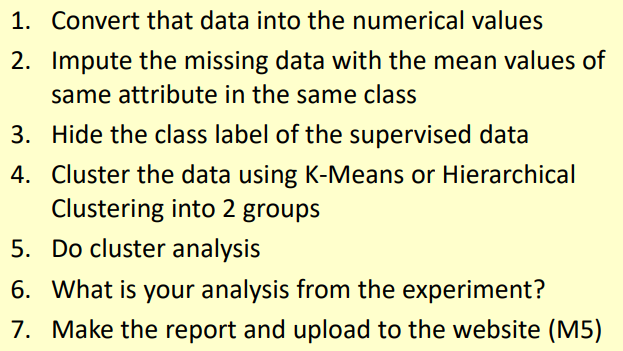 1. Convert that data into the numerical values
2. Impute the missing data with the mean values of
same attribute in the same class
3. Hide the class label of the supervised data
4. Cluster the data using K-Means or Hierarchical
Clustering into 2 groups
5. Do cluster analysis
6. What is your analysis from the experiment?
7. Make the report and upload to the website (M5)